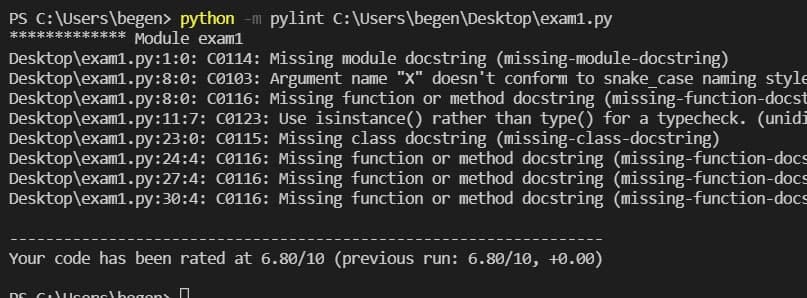 PS C:\Users\begen> python -m pylint C:\Users\begen\Desktop\exam1.py
************* Module exam1
Desktop\exam1.py:1:0: C0114: Missing module docstring (missing-module-docstring)
Desktop\exam1.py:8:0: C0103: Argument name "X" doesn't conform to snake_case naming style
Desktop\exam1.py:8:0: C0116: Missing function or method docstring (missing-function-docst
Desktop\exam1.py:11:7: C0123: Use isinstance() rather than type() for a typecheck. (unidi
Desktop\exam1.py:23:0: C0115: Missing class docstring (missing-class-docstring)
Desktop\exam1.py:24:4: C0116: Missing function or method docstring (missing-function-docs
Desktop\exam1.py:27:4: C0116: Missing function or method docstring (missing-function-docs
Desktop\exam1.py:30:4: C0116: Missing function or method docstring (missing-function-docs
------------------------------------------------------------------
Your code has been rated at 6.80/10 (previous run: 6.80/10, +0.00)
PS C:\Users\begen>